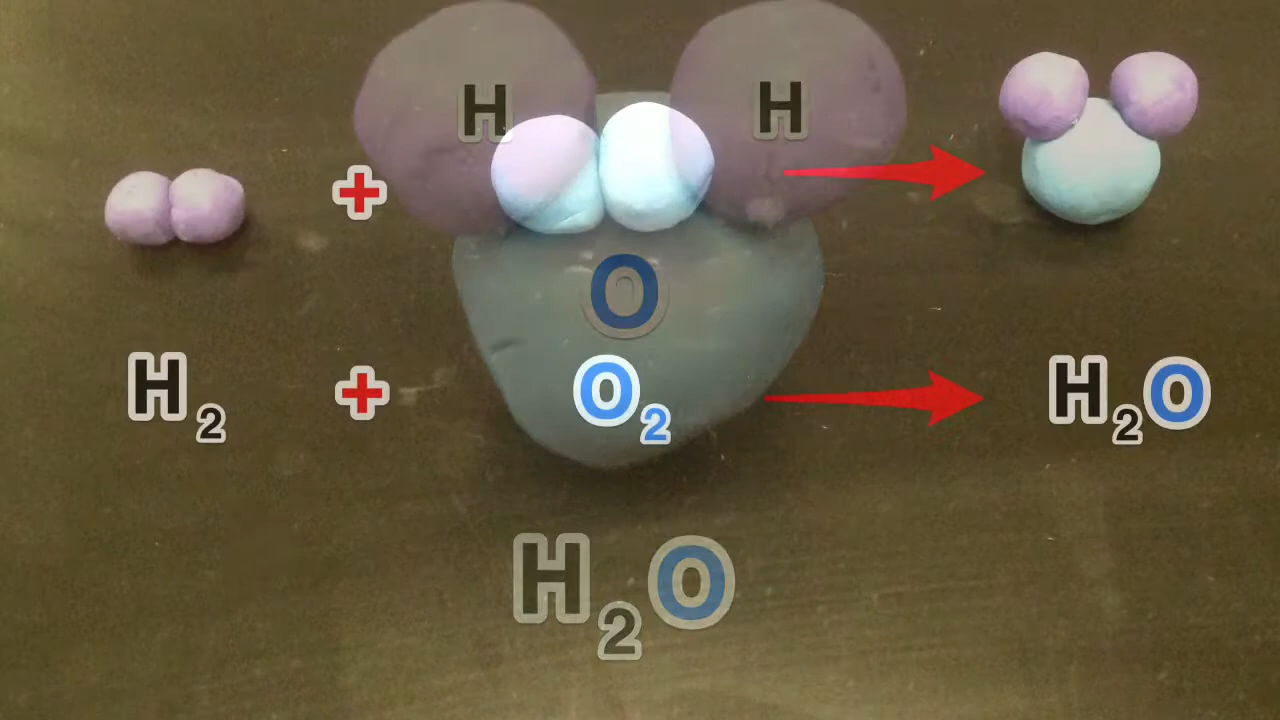 H H
+
O
H₂ + O₂ H₂O
H₂O